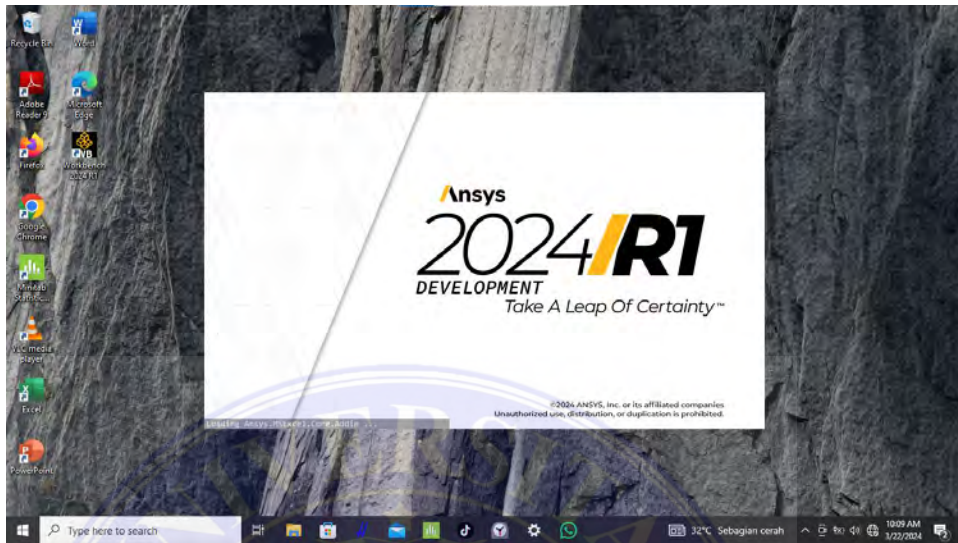 Recycle Bin
Word
Adobe
Reader 9
Microsoft
Edge
Firefox
Workbench
2024 R1
Google
Chrome
Minitab
Statistic...
VLC media
player
Excel
PowerPoint
Ansys
2024 R1
DEVELOPMENT
Take A Leap Of Certainty™
©2024 ANSYS, Inc. or its affiliated companies
Unauthorized use, distribution, or duplication is prohibited.
Type here to search
32°C Sebagian cerah
10:09 AM
3/22/2024